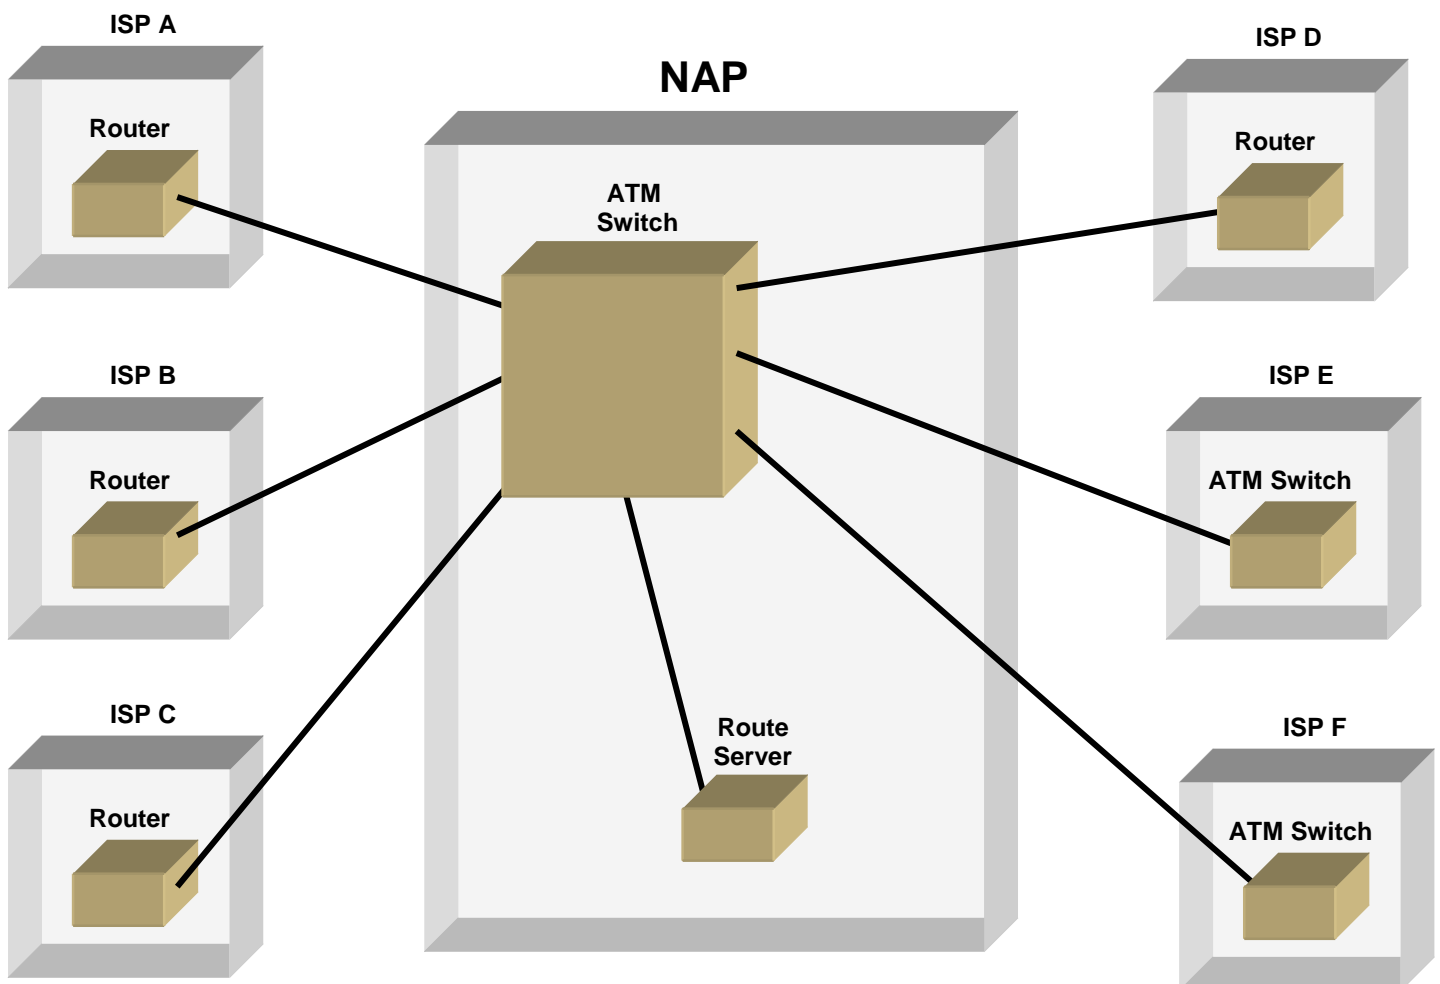 ISP A
Router
ISP B
Router
ISP C
Router
NAP
ATM
Switch
Route
Server
ISP D
Router
ISP E
ATM Switch
ISP F
ATM Switch